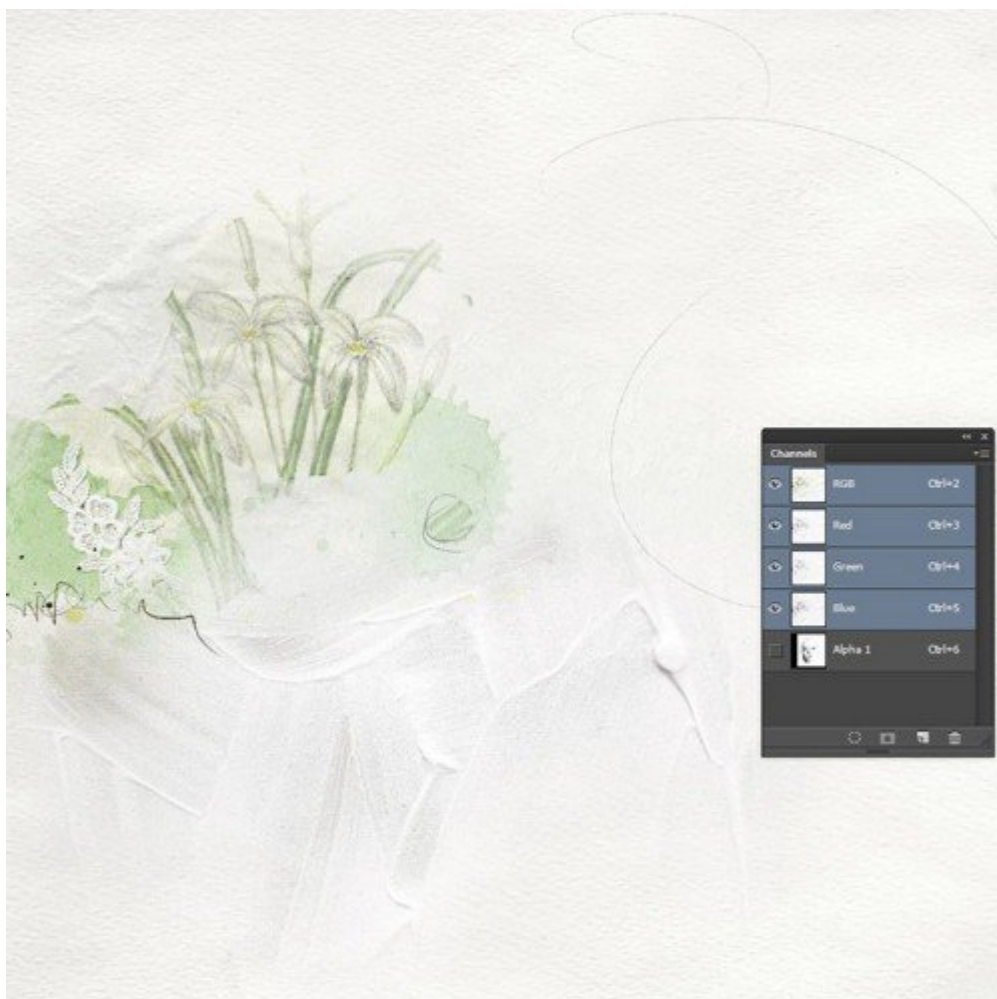 Channels
RGB Ctrl+2
Red Ctrl+3
Green Ctrl+4
Blue Ctrl+5
Alpha 1 Ctrl+6